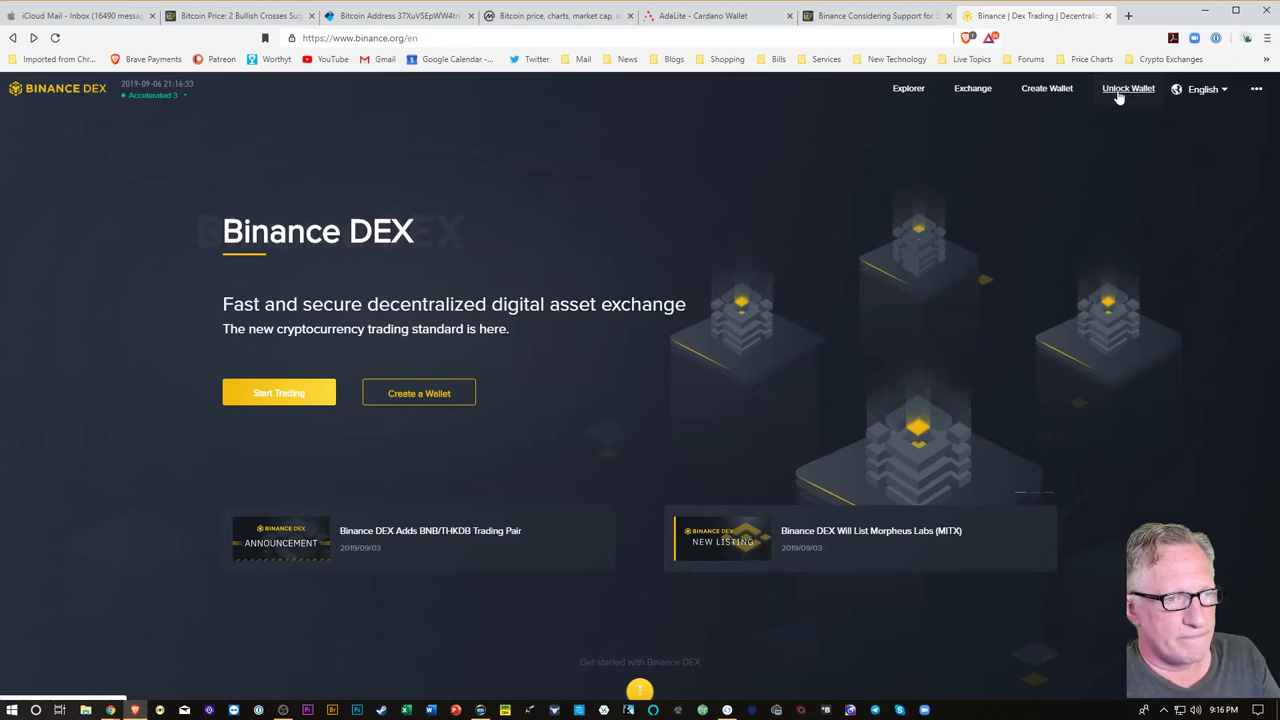 iCloud Mail - Inbox (16490 messag
Bitcoin Price: 2 Bullish Crosses Sug
Bitcoin Address 37XuVSEpWW4trk
Bitcoin price, charts, market cap, a
AdaLite - Cardano Wallet
Binance Considering Support for S
Binance | Dex Trading | Decentrali
https://www.binance.org/en
Imported from Chr...
Brave Payments
Patreon
Worthy
YouTube
Gmail
Google Calendar -...
Twitter
Mail
News
Blogs
Shopping
Bills
Services
New Technology
Live Topics
Forums
Price Charts
Crypto Exchanges
BINANCE DEX
2019-09-06 21:16:33
Accelerated 3
Explorer
Exchange
Create Wallet
Unlock Wallet
English
Binance DEX
Fast and secure decentralized digital asset exchange
The new cryptocurrency trading standard is here.
Start Trading
Create a Wallet
BINANCE DEX
ANNOUNCEMENT
Binance DEX Adds BNB/THKDB Trading Pair
2019/09/03
BINANCE DEX
NEW LISTING
Binance DEX Will List Morpheus Labs (MITX)
2019/09/03
Get started with Binance DEX
9:16 PM